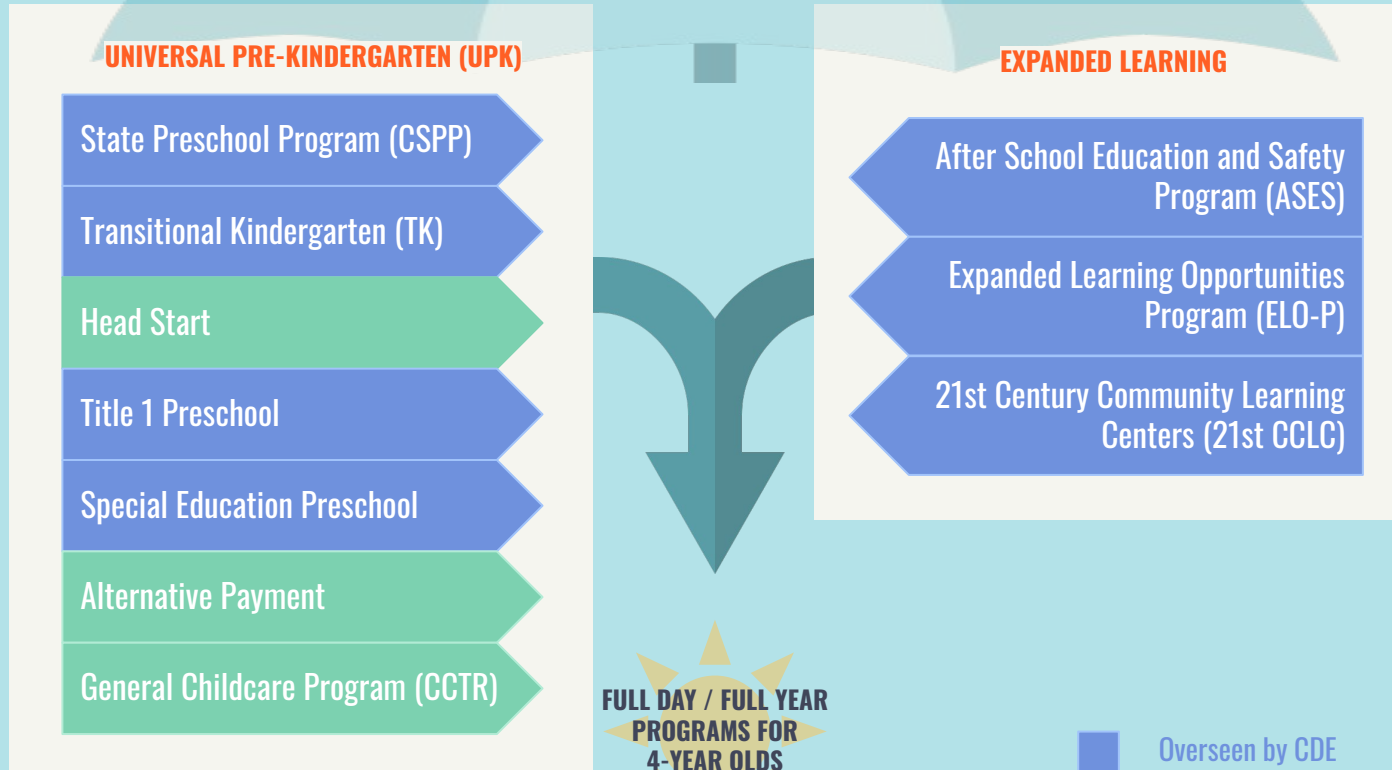 UNIVERSAL PRE-KINDERGARTEN (UPK)
State Preschool Program (CSPP)
Transitional Kindergarten (TK)
Head Start
Title 1 Preschool
Special Education Preschool
Alternative Payment
General Childcare Program (CCTR)
EXPANDED LEARNING
After School Education and Safety
Program (ASES)
Expanded Learning Opportunities
Program (ELO-P)
21st Century Community Learning
Centers (21st CCLC)
FULL DAY / FULL YEAR
PROGRAMS FOR
4-YEAR OLDS
Overseen by CDE